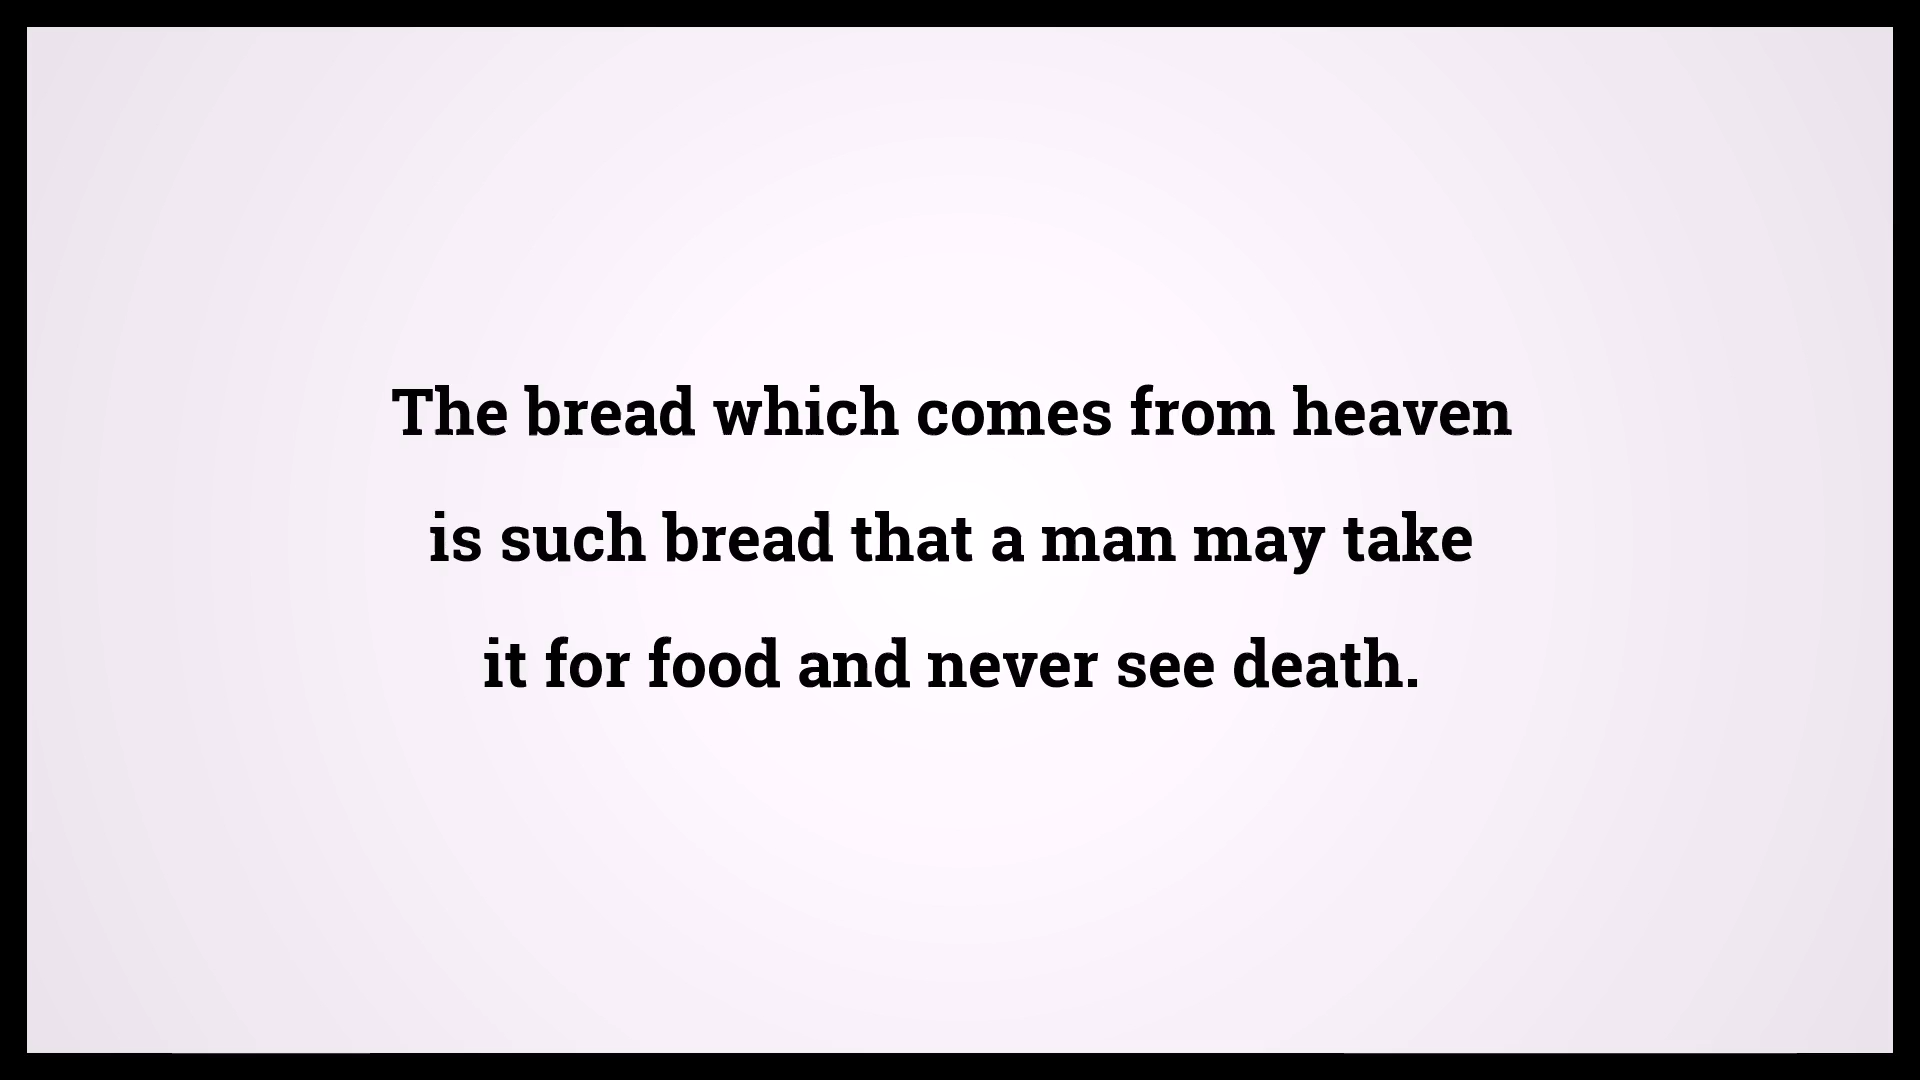 The bread which comes from heaven
is such bread that a man may take
it for food and never see death.